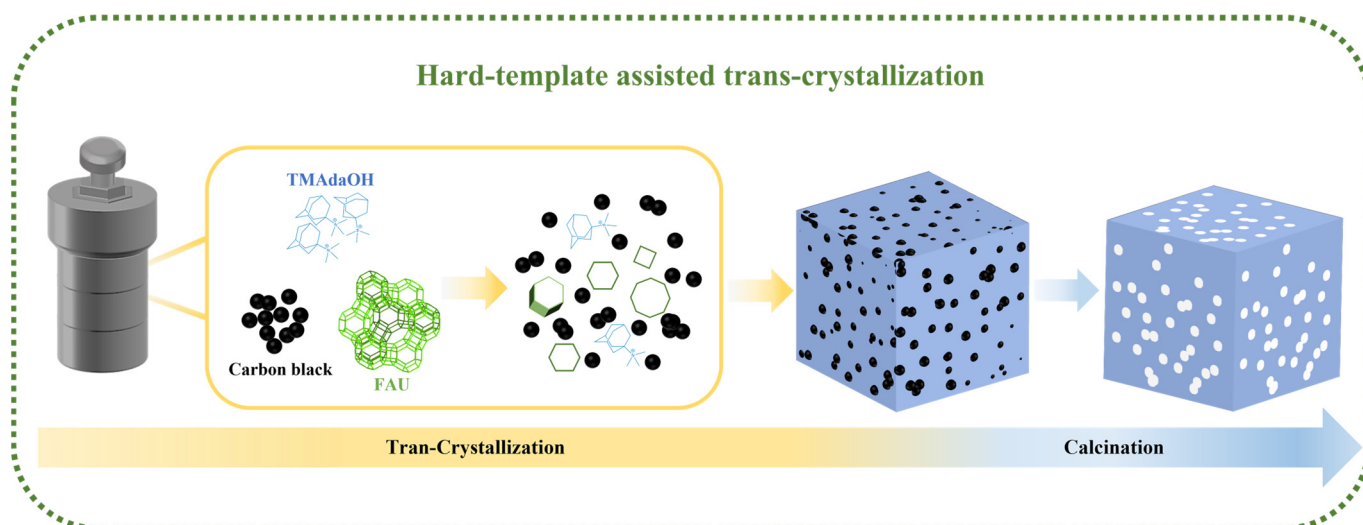 Hard-template assisted trans-crystallization
TMAdaOH
Carbon black
FAU
Tran-Crystallization
Calcination